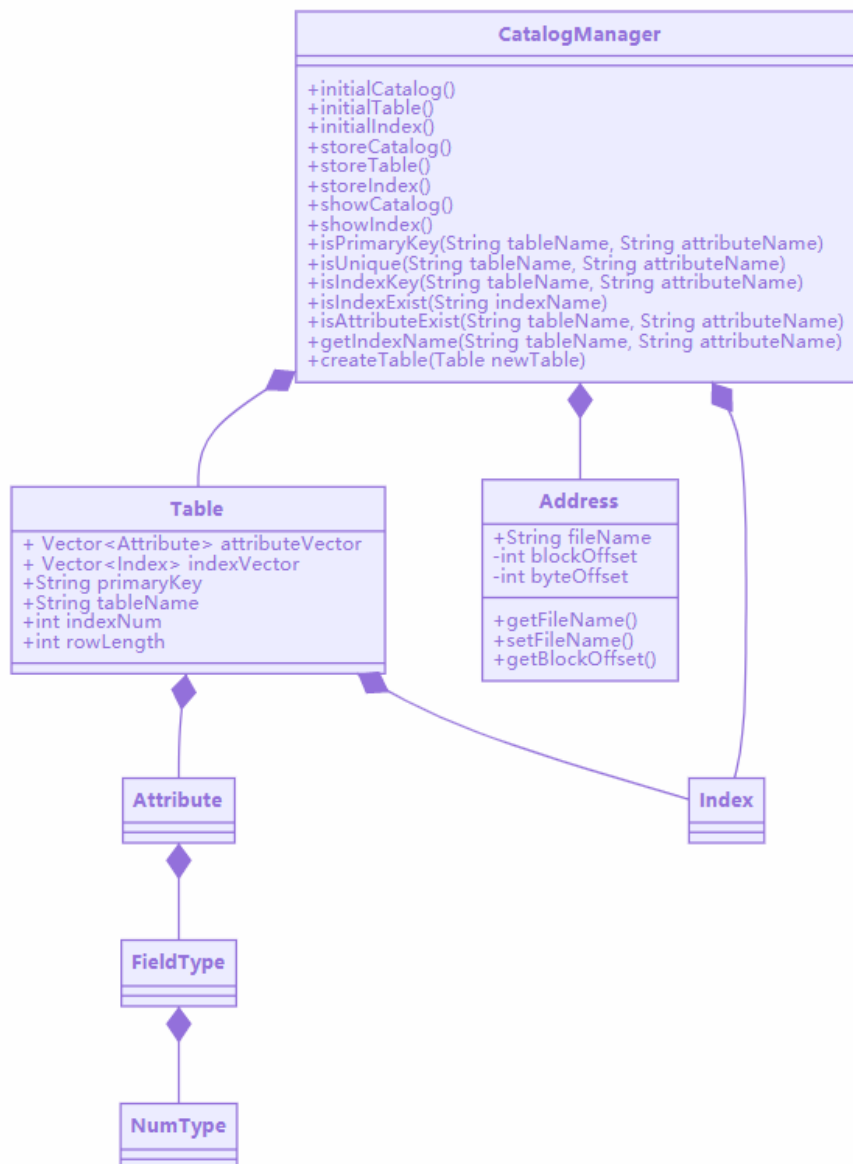 CatalogManager
+initialCatalog()
+initialTable()
+initialIndex()
+storeCatalog()
+storeTable()
+storeIndex()
+showCatalog()
+showIndex()
+isPrimaryKey(String tableName, String attributeName)
+isUnique(String tableName, String attributeName)
+isIndexKey(String tableName, String attributeName)
+isIndexExist(String indexName)
+isAttributeExist(String tableName, String attributeName)
+getIndexName(String tableName, String attributeName)
+createTable(Table newTable)
Table
+ Vector<Attribute> attributeVector
+ Vector<Index> indexVector
+String primaryKey
+String tableName
+int indexNum
+int rowLength
Address
+String fileName
-int blockOffset
-int byteOffset
+getFileName()
+setFileName()
+getBlockOffset()
Attribute
Index
FieldType
NumType